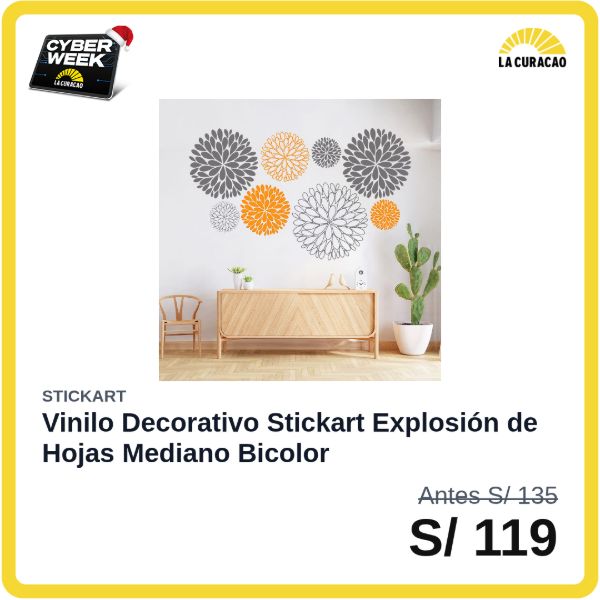 CYBER
WEEK
LA CURACAO
LA CURACAO
STICKART
Vinilo Decorativo Stickart Explosión de
Hojas Mediano Bicolor
Antes S/ 135
S/ 119